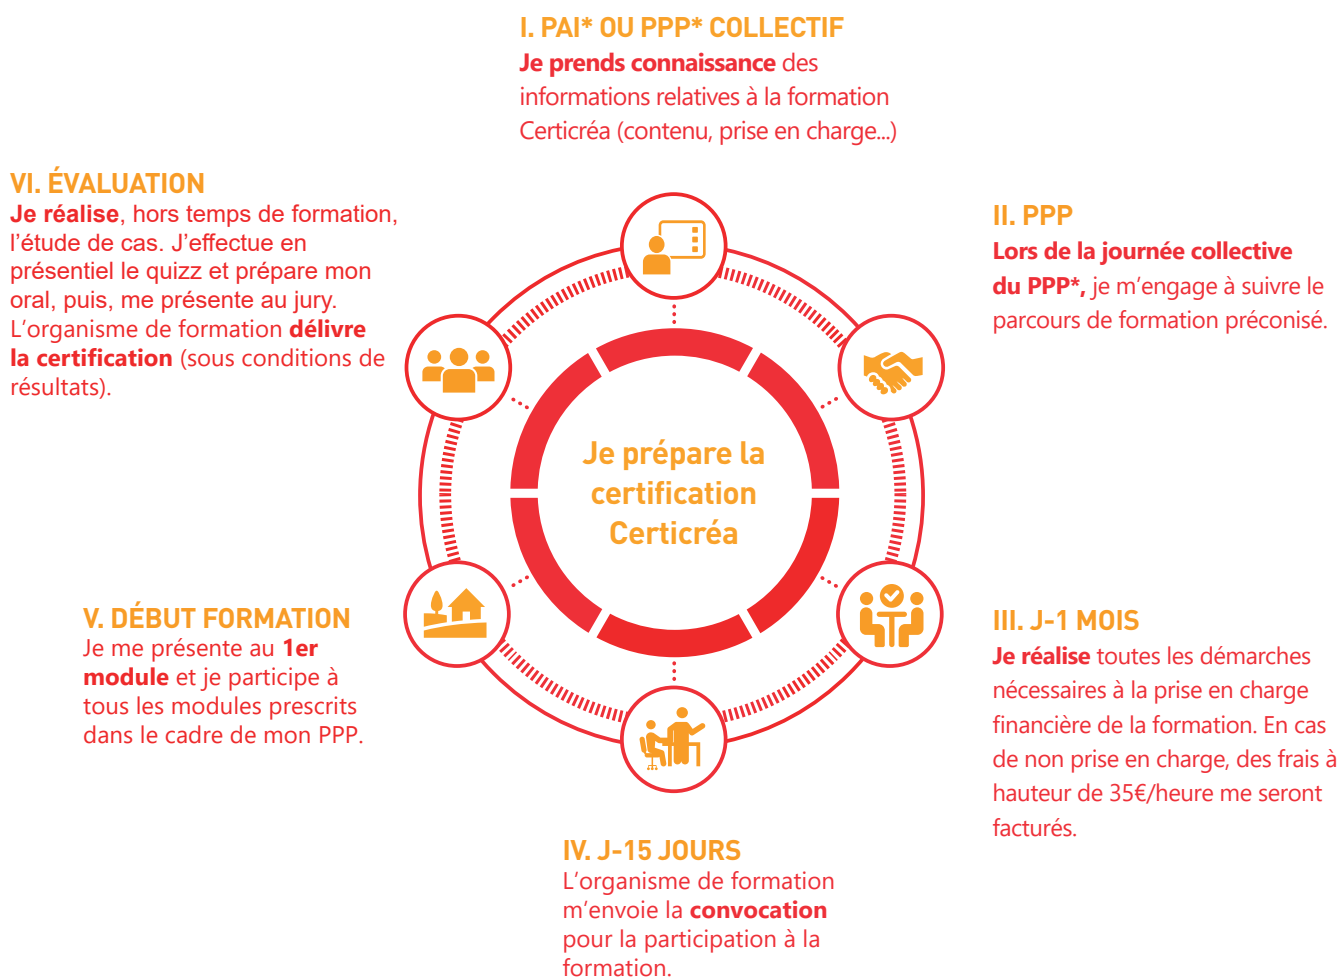 I. PAI* OU PPP* COLLECTIF
Je prends connaissance des
informations relatives à la formation
Certicréa (contenu, prise en charge...)
II. PPP
Lors de la journée collective
du PPP*, je m’engage à suivre le
parcours de formation préconisé.
III. J-1 MOIS
Je réalise toutes les démarches
nécessaires à la prise en charge
financière de la formation. En cas
de non prise en charge, des frais à
hauteur de 35€/heure me seront
facturés.
IV. J-15 JOURS
L’organisme de formation
m’envoie la convocation
pour la participation à la
formation.
V. DÉBUT FORMATION
Je me présente au 1er
module et je participe à
tous les modules prescrits
dans le cadre de mon PPP.
VI. ÉVALUATION
Je réalise, hors temps de formation,
l’étude de cas. J’effectue en
présentiel le quizz et prépare mon
oral, puis, me présente au jury.
L’organisme de formation délivre
la certification (sous conditions de
résultats).
Je prépare la
certification
Certicréa